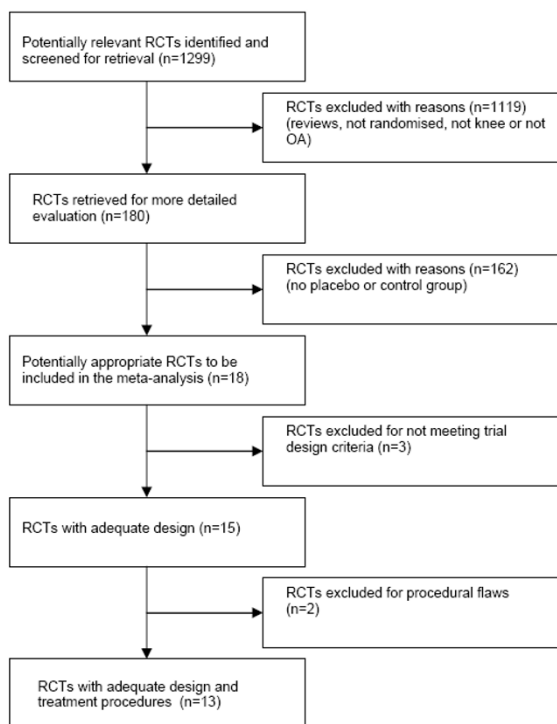 Potentially relevant RCTs identified and
screened for retrieval (n=1299)
RCTs excluded with reasons (n=1119)
(reviews, not randomised, not knee or not
OA)
RCTs retrieved for more detailed
evaluation (n=180)
RCTs excluded with reasons (n=162)
(no placebo or control group)
Potentially appropriate RCTs to be
included in the meta-analysis (n=18)
RCTs excluded for not meeting trial
design criteria (n=3)
RCTs with adequate design (n=15)
RCTs excluded for procedural flaws
(n=2)
RCTs with adequate design and
treatment procedures (n=13)